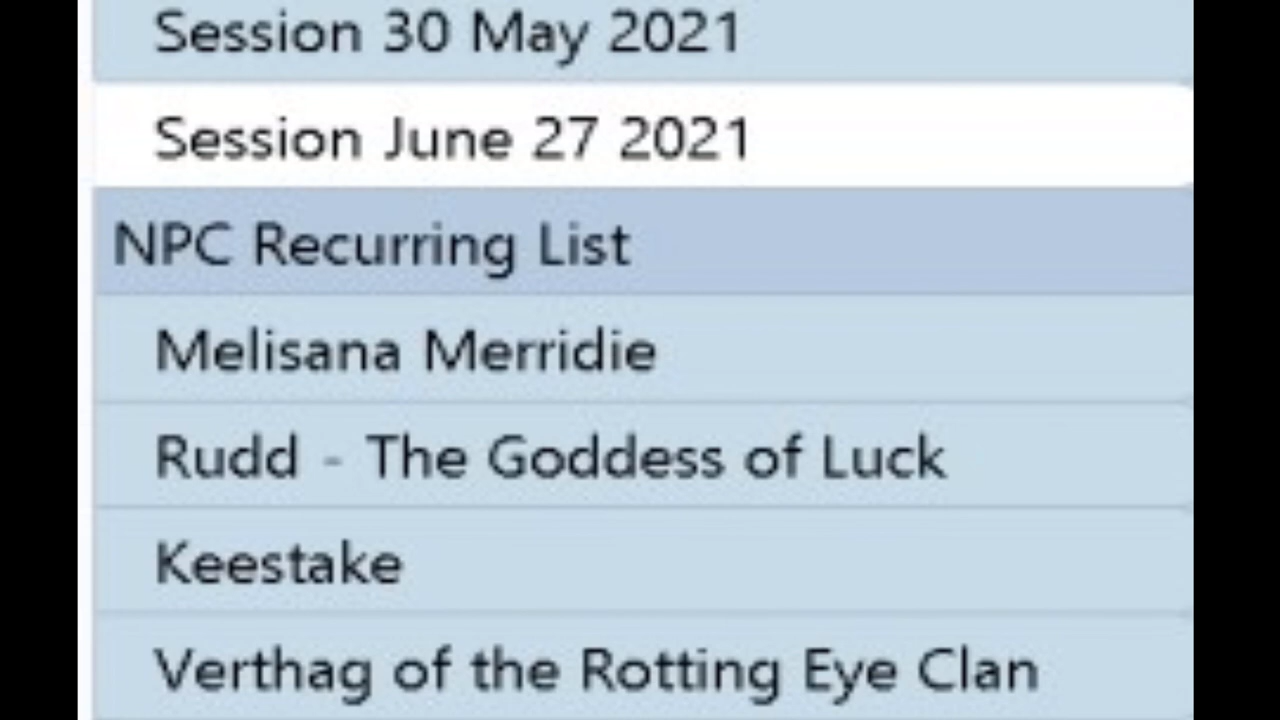 Session 30 May 2021
Session June 27 2021
NPC Recurring List
Melisana Merridie
Rudd - The Goddess of Luck
Keestake
Verthag of the Rotting Eye Clan